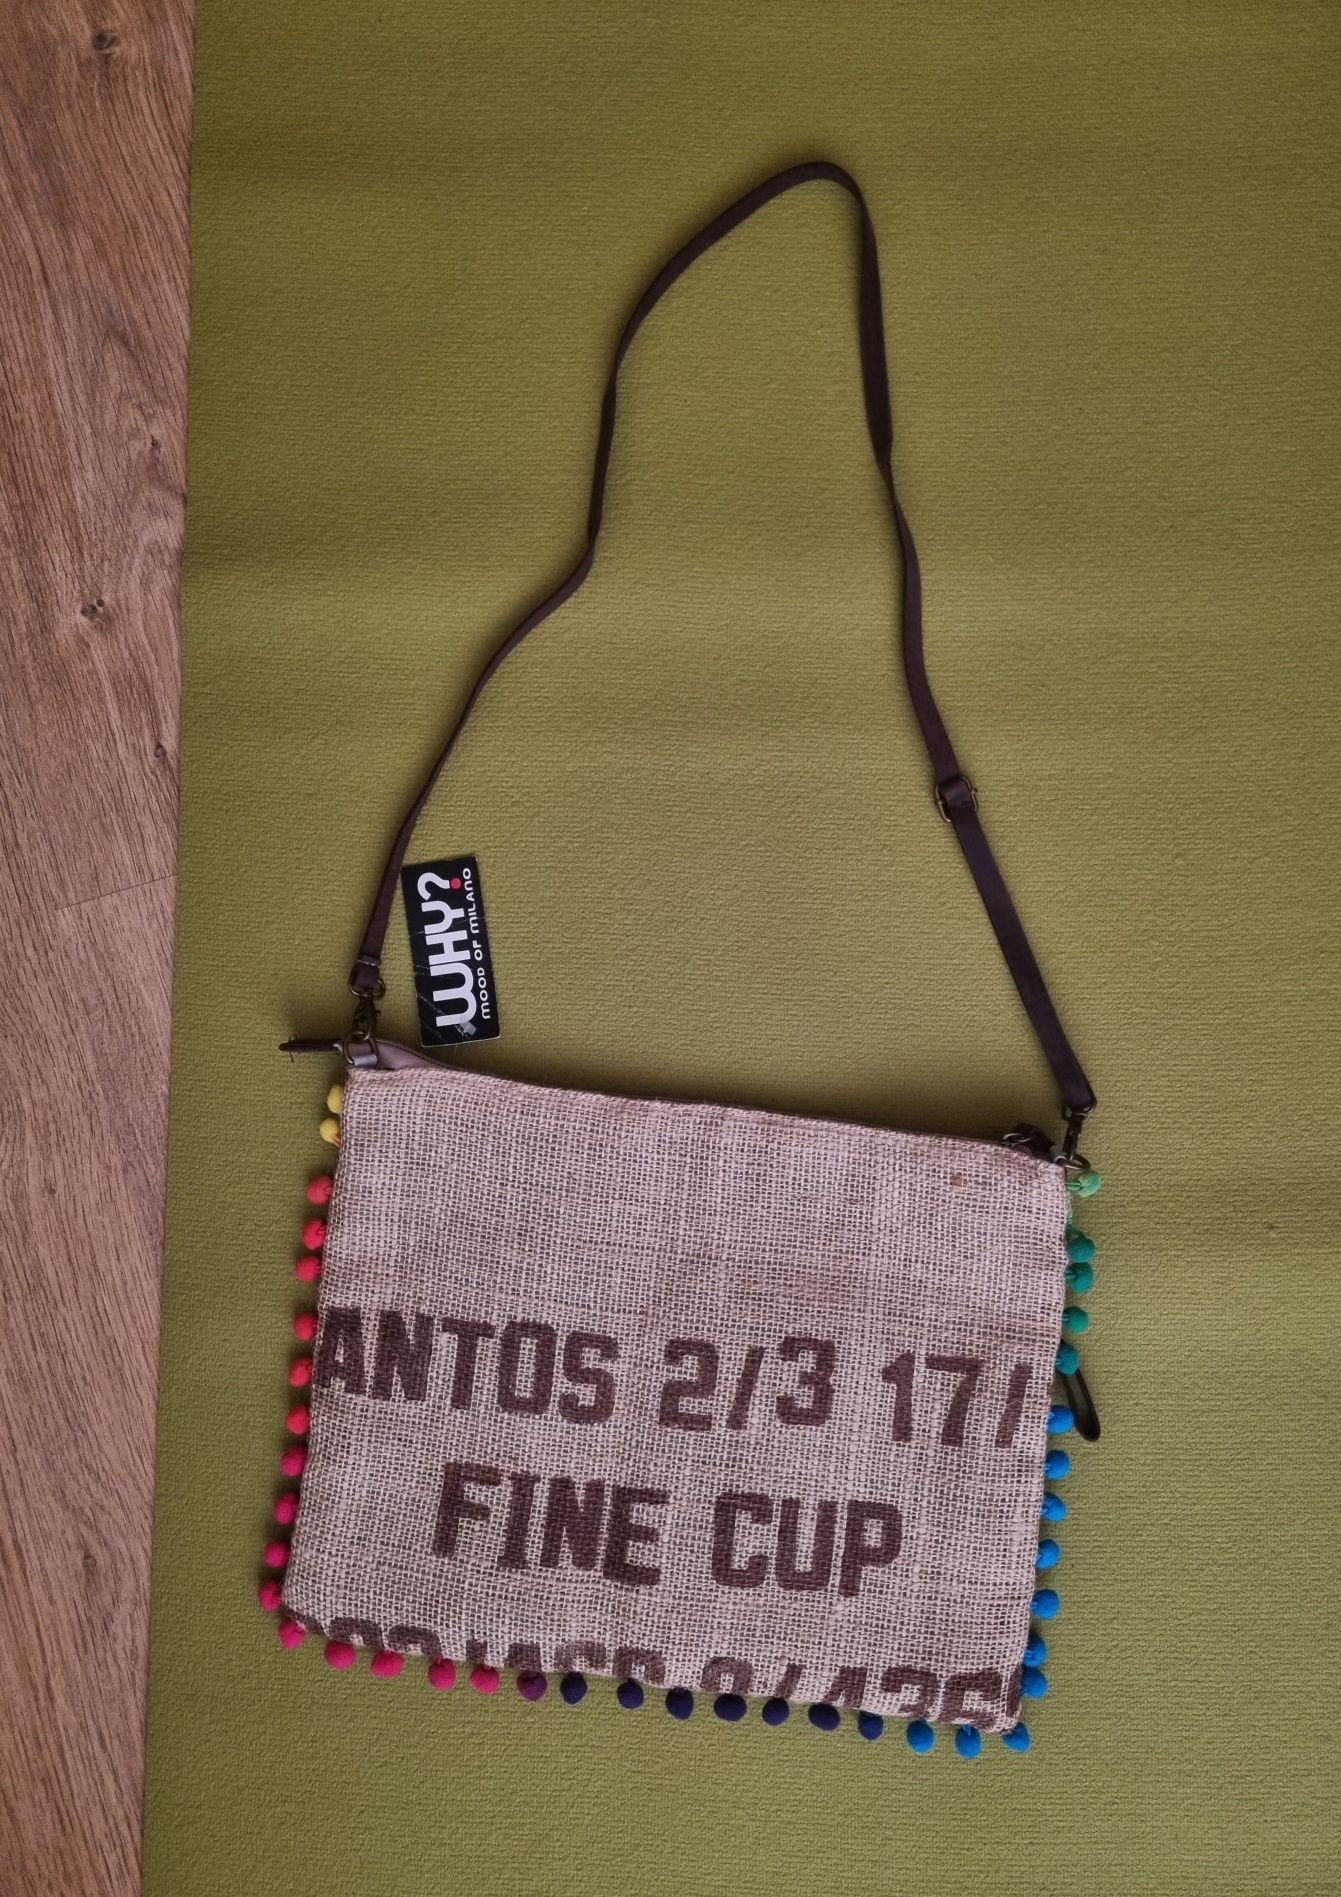 WHY?
MOOD OF MILANO
ANTOS 2/3 17/
FINE CUP